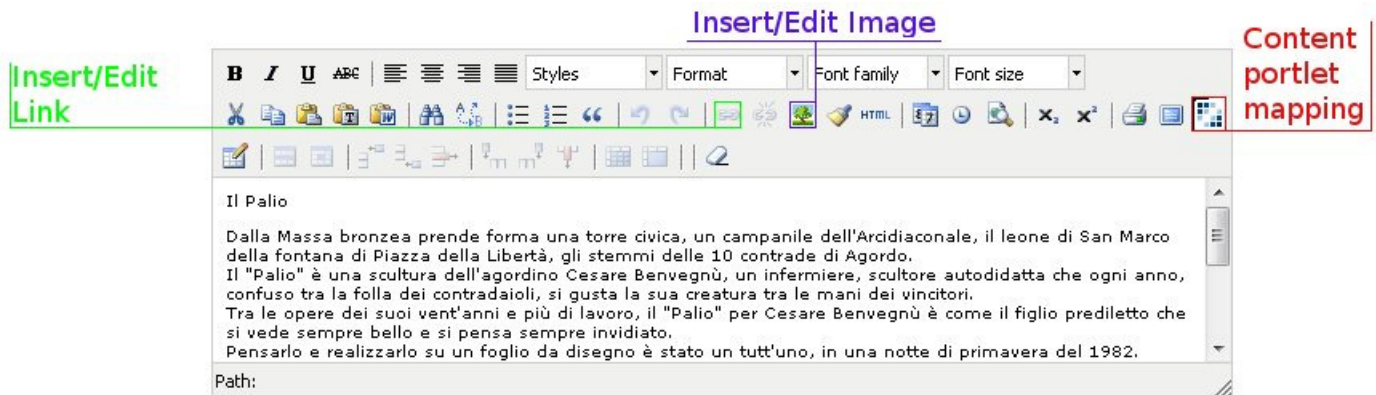 Insert/Edit Image
Insert/Edit
Link
Content
portlet
mapping
B I U ABC Styles Format Font family Font size
HTML x₂ x²
Il Palio
Dalla Massa bronzea prende forma una torre civica, un campanile dell'Arcidiaconale, il leone di San Marco
della fontana di Piazza della Libertà, gli stemmi delle 10 contrade di Agordo.
Il "Palio" è una scultura dell'agordino Cesare Benvegnù, un infermiere, scultore autodidatta che ogni anno,
confuso tra la folla dei contradaioli, si gusta la sua creatura tra le mani dei vincitori.
Tra le opere dei suoi vent'anni e più di lavoro, il "Palio" per Cesare Benvegnù è come il figlio prediletto che
si vede sempre bello e si pensa sempre invidiato.
Pensarlo e realizzarlo su un foglio da disegno è stato un tutt'uno, in una notte di primavera del 1982.
Path: